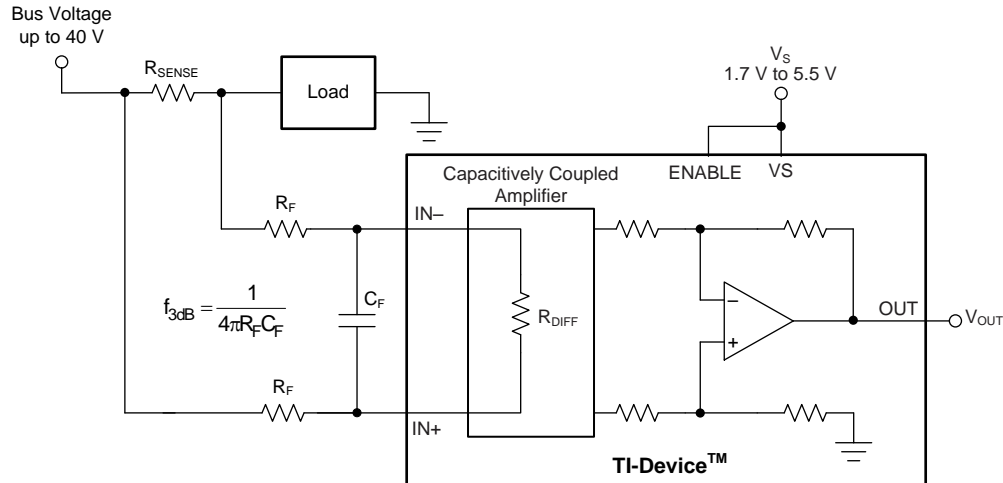 Bus Voltage
up to 40 V
RSENSE
Load
VS
1.7 V to 5.5 V
ENABLE
VS
Capacitively Coupled
Amplifier
IN–
RF
f3dB = 1 / 4πRFCF
CF
RDIFF
–
+
OUT
VOUT
RF
IN+
TI-Device™